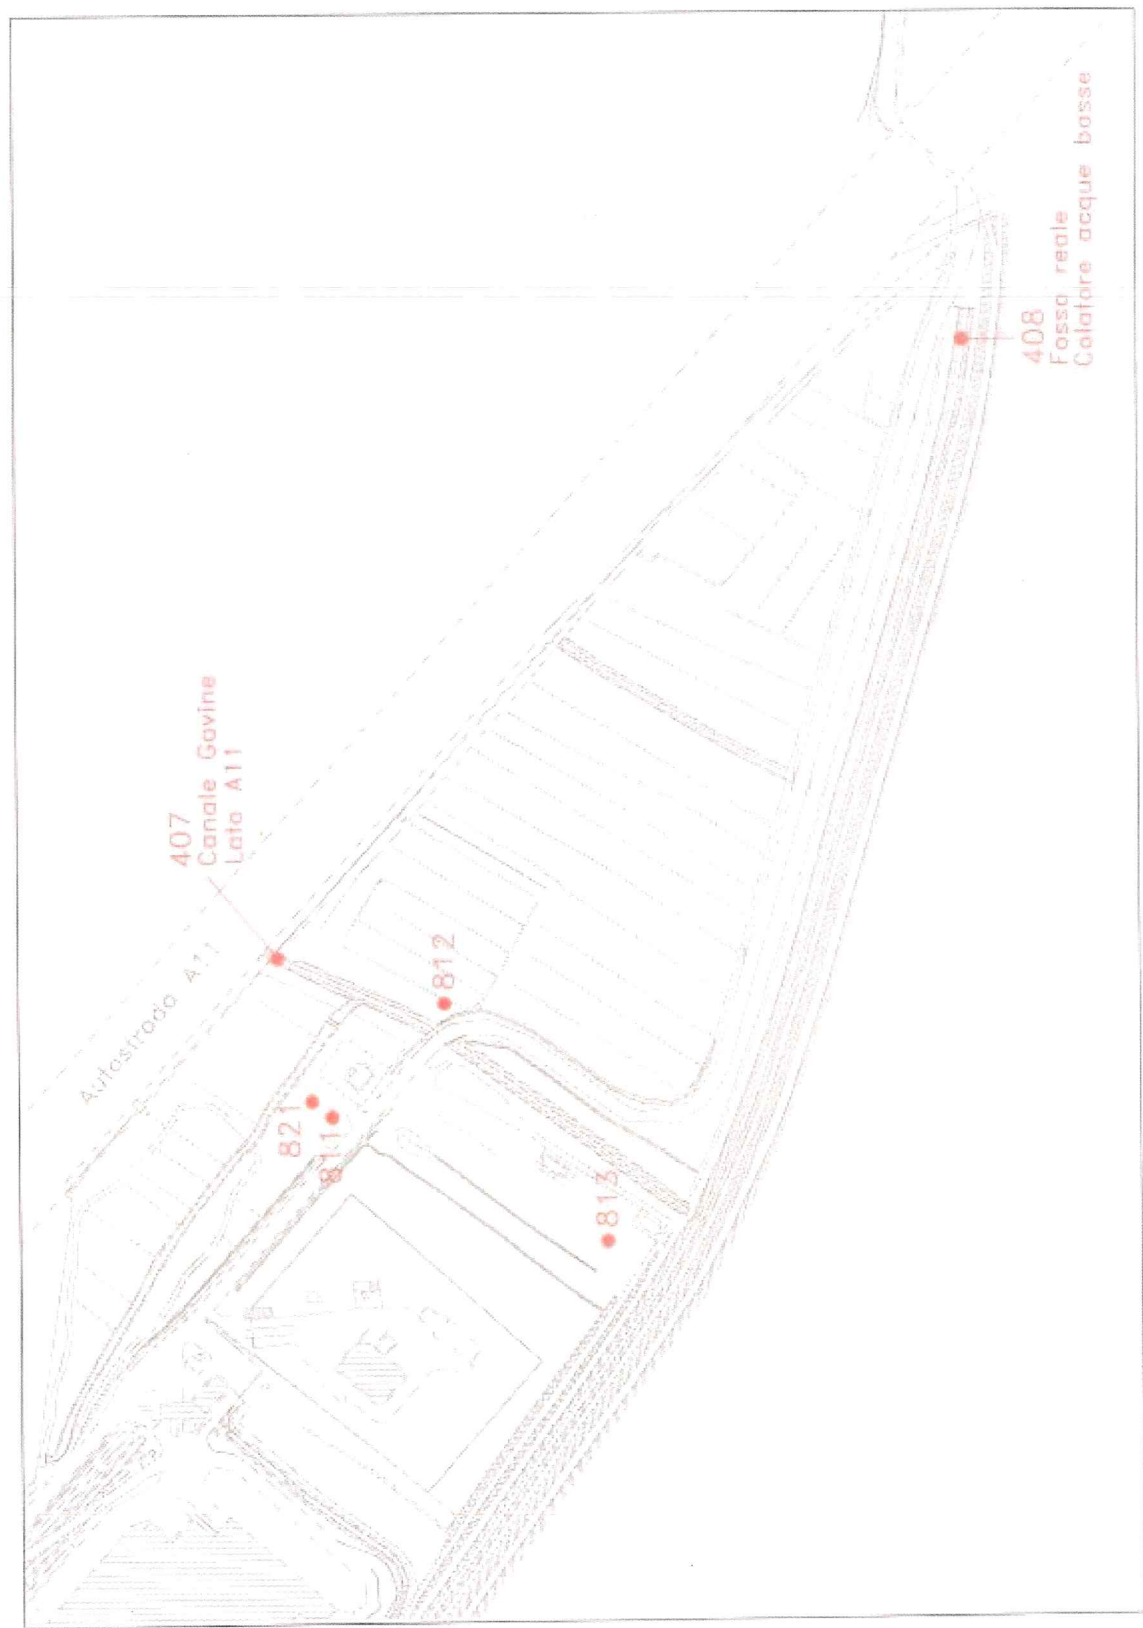 407
Canale Gavine
Lato A11
Autostrada A11
821
811
812
813
408
Fosso reale
Colatore acque basse